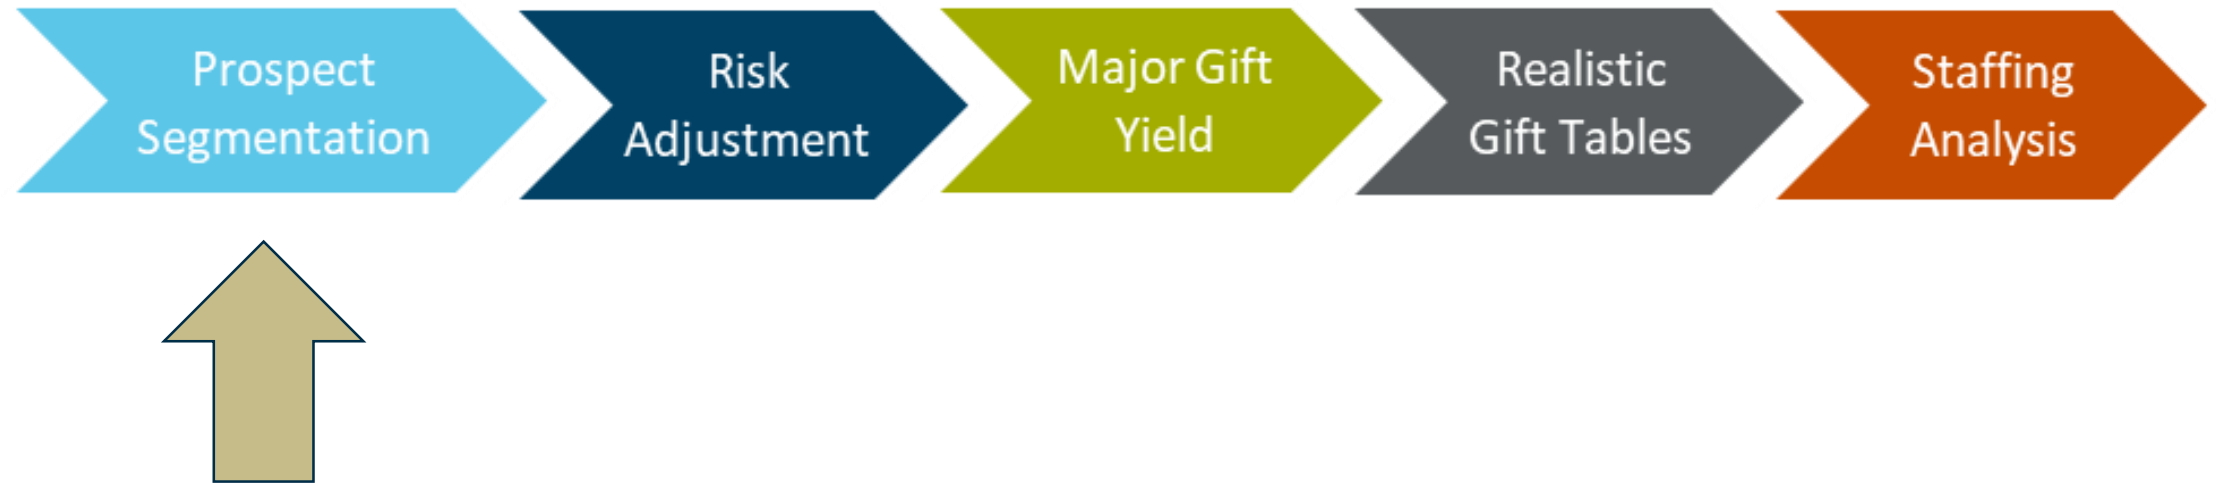 Prospect
Segmentation
Risk
Adjustment
Major Gift
Yield
Realistic
Gift Tables
Staffing
Analysis